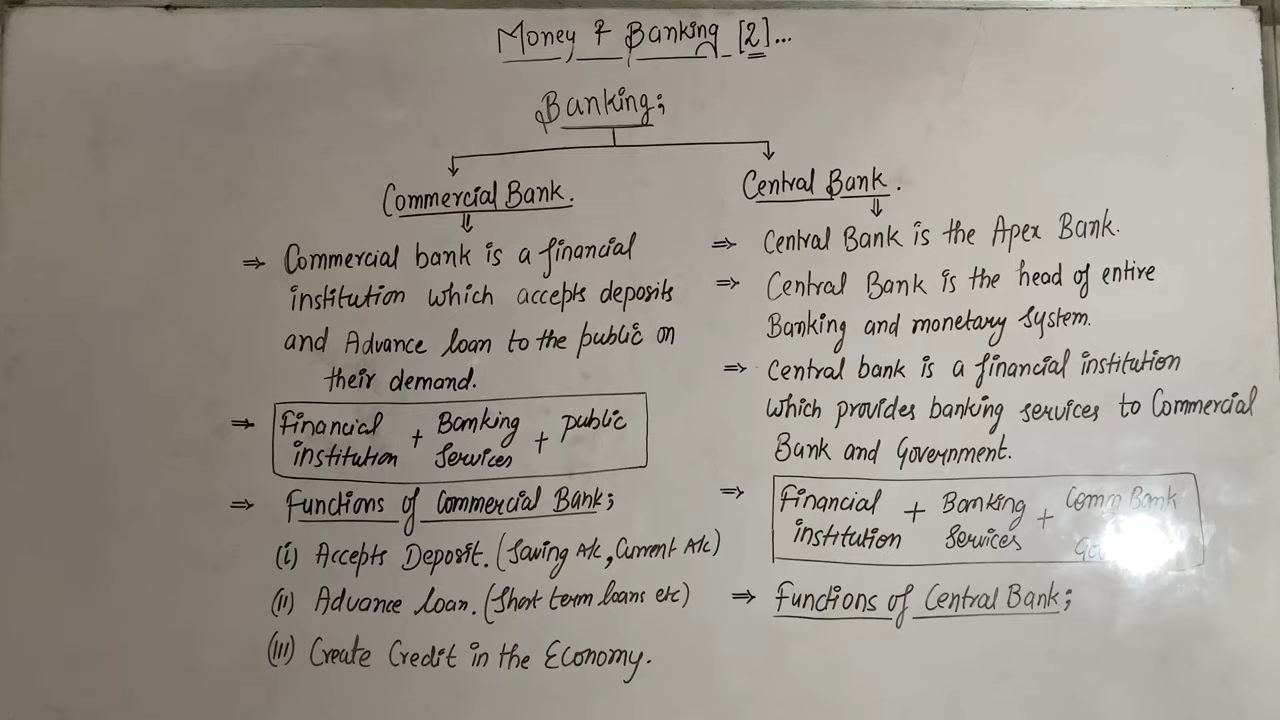 Money & Banking [2]...
Banking;
Commercial Bank.
⇒ Commercial bank is a financial
institution which accepts deposits
and Advance loan to the public on
their demand.
⇒ Financial institution + Banking Services + public
⇒ Functions of Commercial Bank;
(i) Accepts Deposit. (Saving A/c, Current A/c)
(ii) Advance loan. (Short term loans etc)
(iii) Create Credit in the Economy.
Central Bank.
⇒ Central Bank is the Apex Bank.
⇒ Central Bank is the head of entire
Banking and monetary system.
⇒ Central bank is a financial institution
which provides banking services to Commercial
Bank and Government.
⇒ Financial institution + Banking Services + Comm Bank
⇒ Functions of Central Bank;